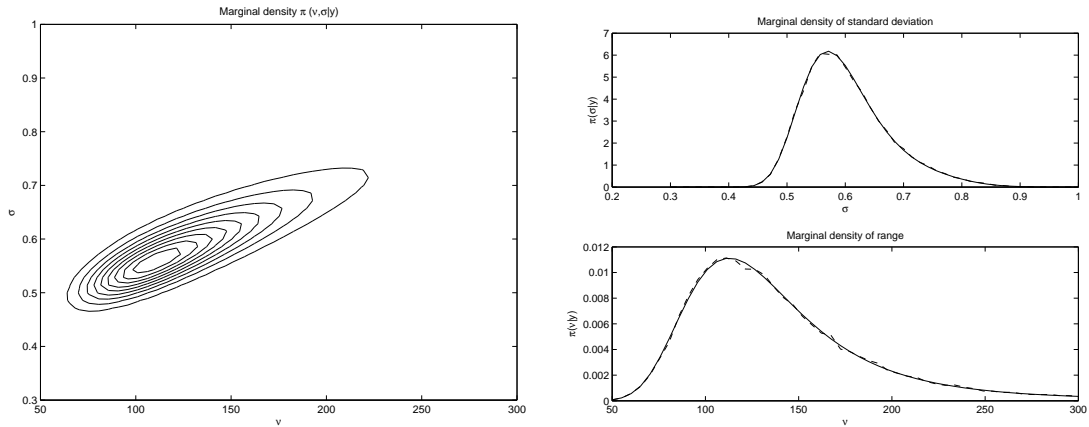 Marginal density π (ν,σ|y)
1
0.9
0.8
0.7
0.6
0.5
0.4
0.3
σ
50 100 150 200 250 300
ν
Marginal density of standard deviation
7
6
5
4
3
2
1
0
π(σ|y)
0.2 0.3 0.4 0.5 0.6 0.7 0.8 0.9 1
σ
Marginal density of range
0.012
0.01
0.008
0.006
0.004
0.002
0
π(ν|y)
50 100 150 200 250 300
ν